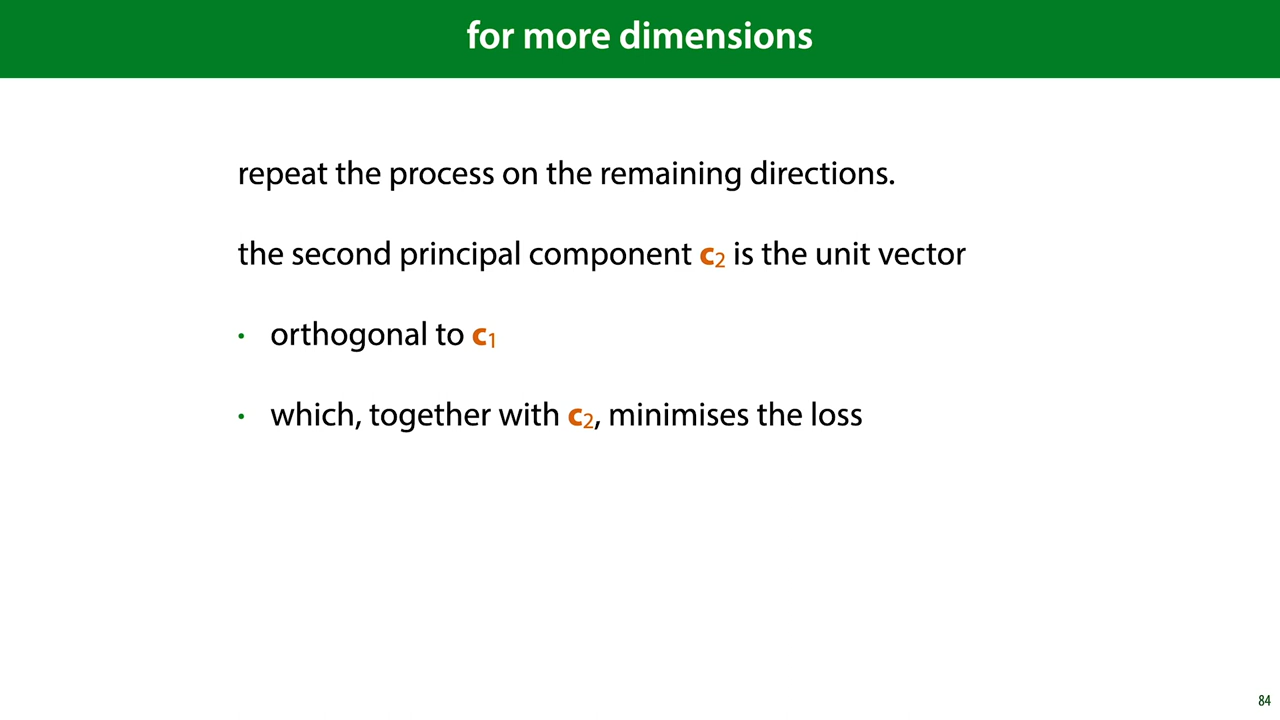 for more dimensions
repeat the process on the remaining directions.
the second principal component c₂ is the unit vector
• orthogonal to c₁
• which, together with c₂, minimises the loss
84